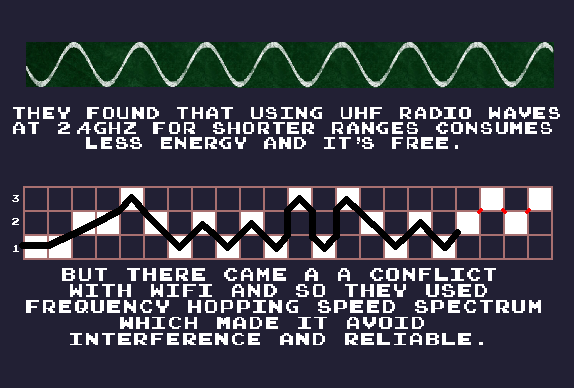 THEY FOUND THAT USING UHF RADIO WAVES
AT 2.4GHZ FOR SHORTER RANGES CONSUMES
LESS ENERGY AND IT'S FREE.
3
2
1
BUT THERE CAME A A CONFLICT
WITH WIFI AND SO THEY USED
FREQUENCY HOPPING SPEED SPECTRUM
WHICH MADE IT AVOID
INTERFERENCE AND RELIABLE.